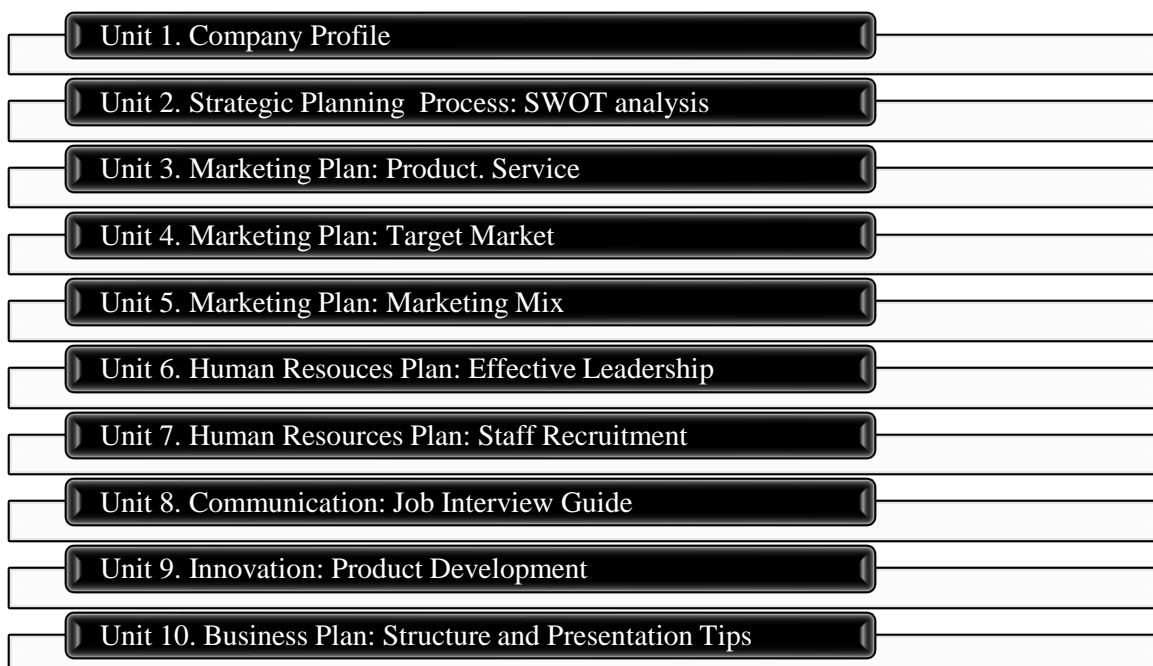 Unit 1. Company Profile
Unit 2. Strategic Planning  Process: SWOT analysis
Unit 3. Marketing Plan: Product. Service
Unit 4. Marketing Plan: Target Market
Unit 5. Marketing Plan: Marketing Mix
Unit 6. Human Resouces Plan: Effective Leadership
Unit 7. Human Resources Plan: Staff Recruitment
Unit 8. Communication: Job Interview Guide
Unit 9. Innovation: Product Development
Unit 10. Business Plan: Structure and Presentation Tips